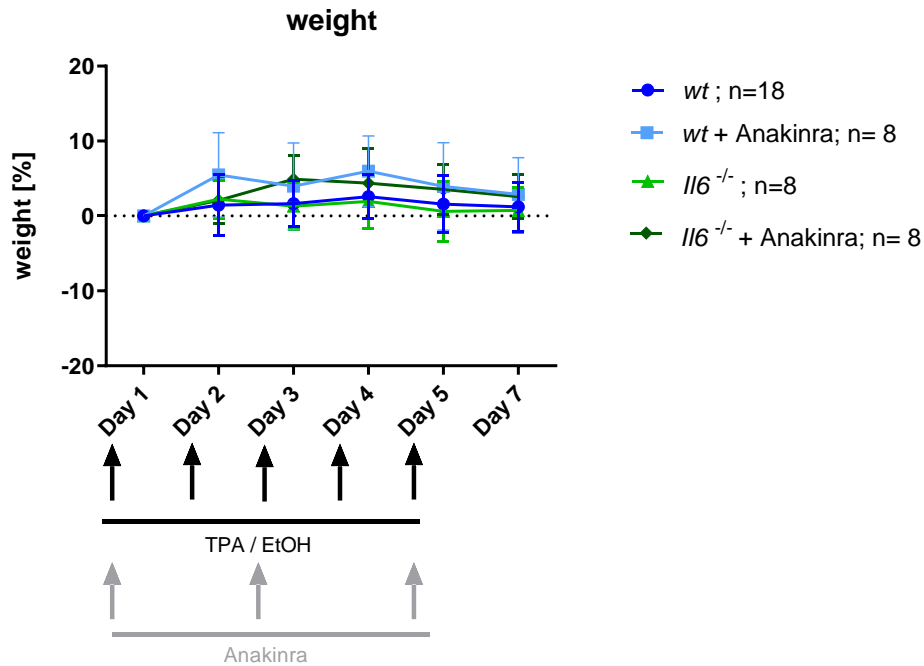 weight
20
10
0
-10
-20
weight [%]
Day 1
Day 2
Day 3
Day 4
Day 5
Day 7
wt ; n=18
wt + Anakinra; n= 8
Il6 -/- ; n=8
Il6 -/- + Anakinra; n= 8
TPA / EtOH
Anakinra